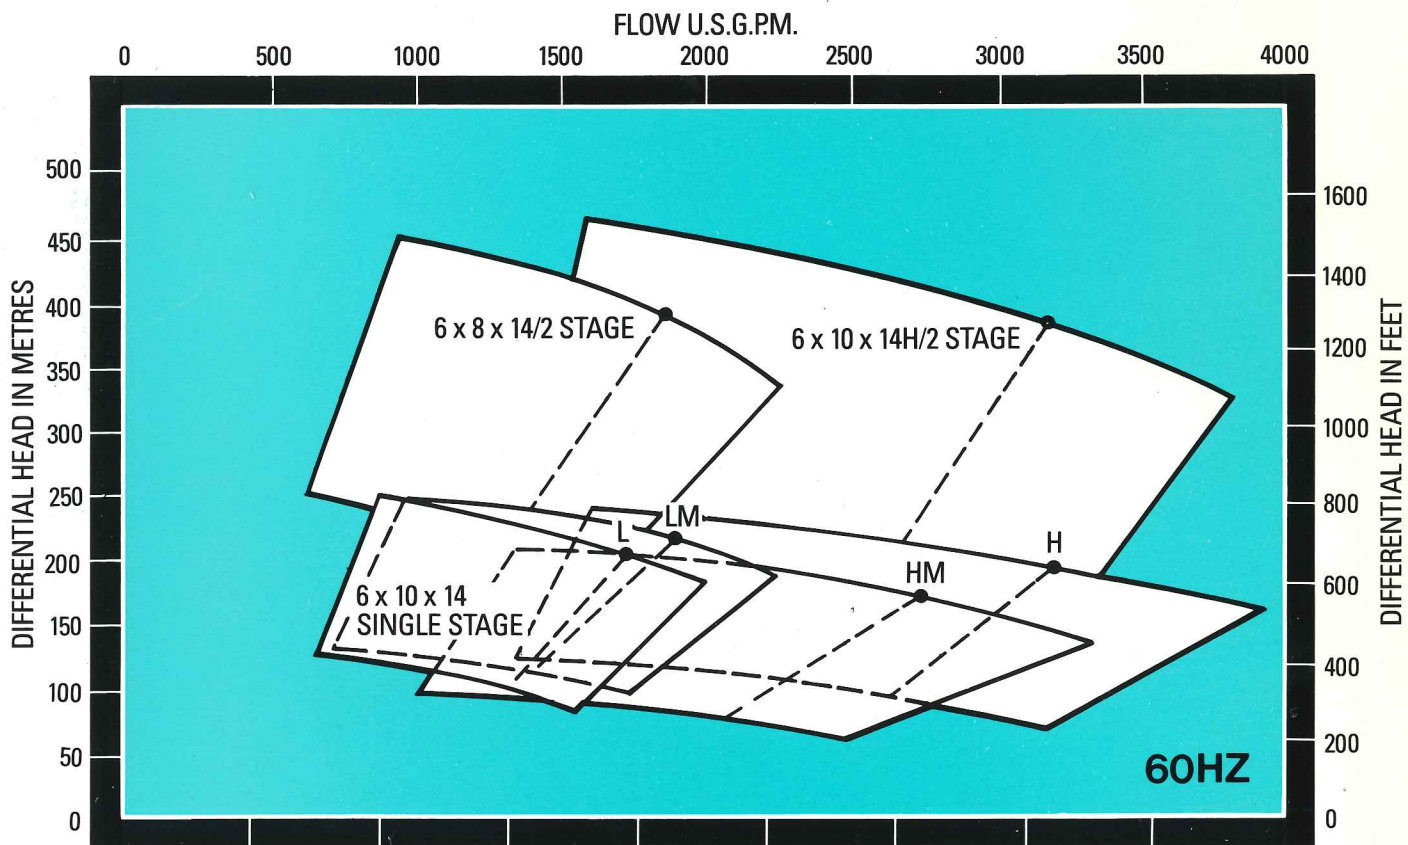 FLOW U.S.G.P.M.
0 500 1000 1500 2000 2500 3000 3500 4000
DIFFERENTIAL HEAD IN METRES
500
450
400
350
300
250
200
150
100
50
0
DIFFERENTIAL HEAD IN FEET
1600
1400
1200
1000
800
600
400
200
0
6 x 8 x 14/2 STAGE
6 x 10 x 14H/2 STAGE
L
LM
H
HM
6 x 10 x 14
SINGLE STAGE
60HZ